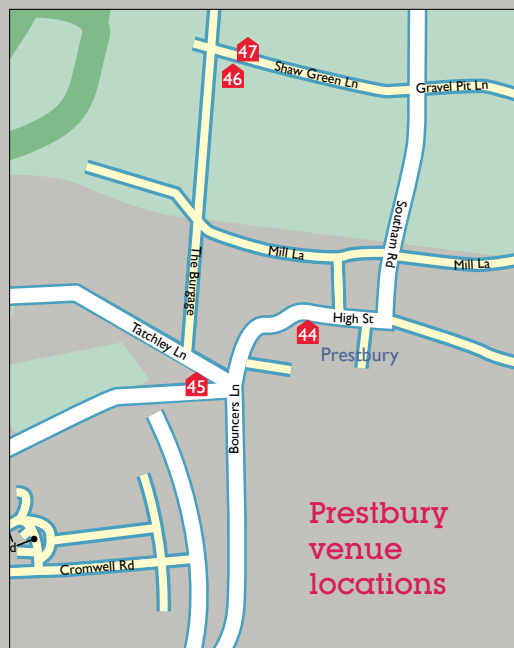 47
46
Shaw Green Ln
Gravel Pit Ln
Southam Rd
The Burgage
Mill La
Mill La
High St
44
Tatchley Ln
Prestbury
45
Bouncers Ln
Prestbury
venue
locations
d
Cromwell Rd